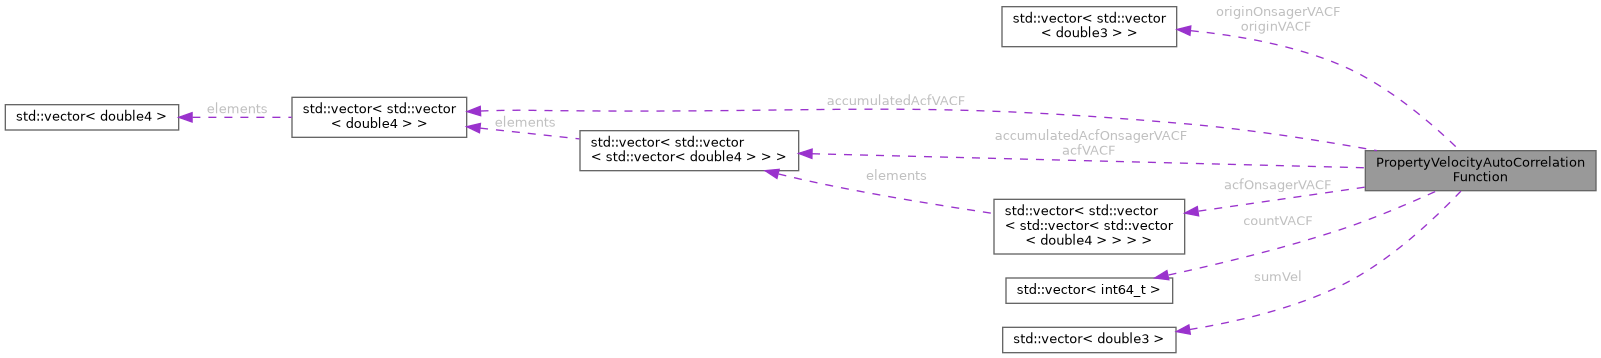 originOnsagerVACF
originVACF
std::vector< std::vector
< double3 > >
accumulatedAcfVACF
elements
std::vector< double4 >
std::vector< std::vector
< double4 > >
elements
std::vector< std::vector
< std::vector< double4 > > >
accumulatedAcfOnsagerVACF
acfVACF
PropertyVelocityAutoCorrelation
Function
elements
acfOnsagerVACF
std::vector< std::vector
< std::vector< std::vector
< double4 > > > >
countVACF
std::vector< int64_t >
sumVel
std::vector< double3 >